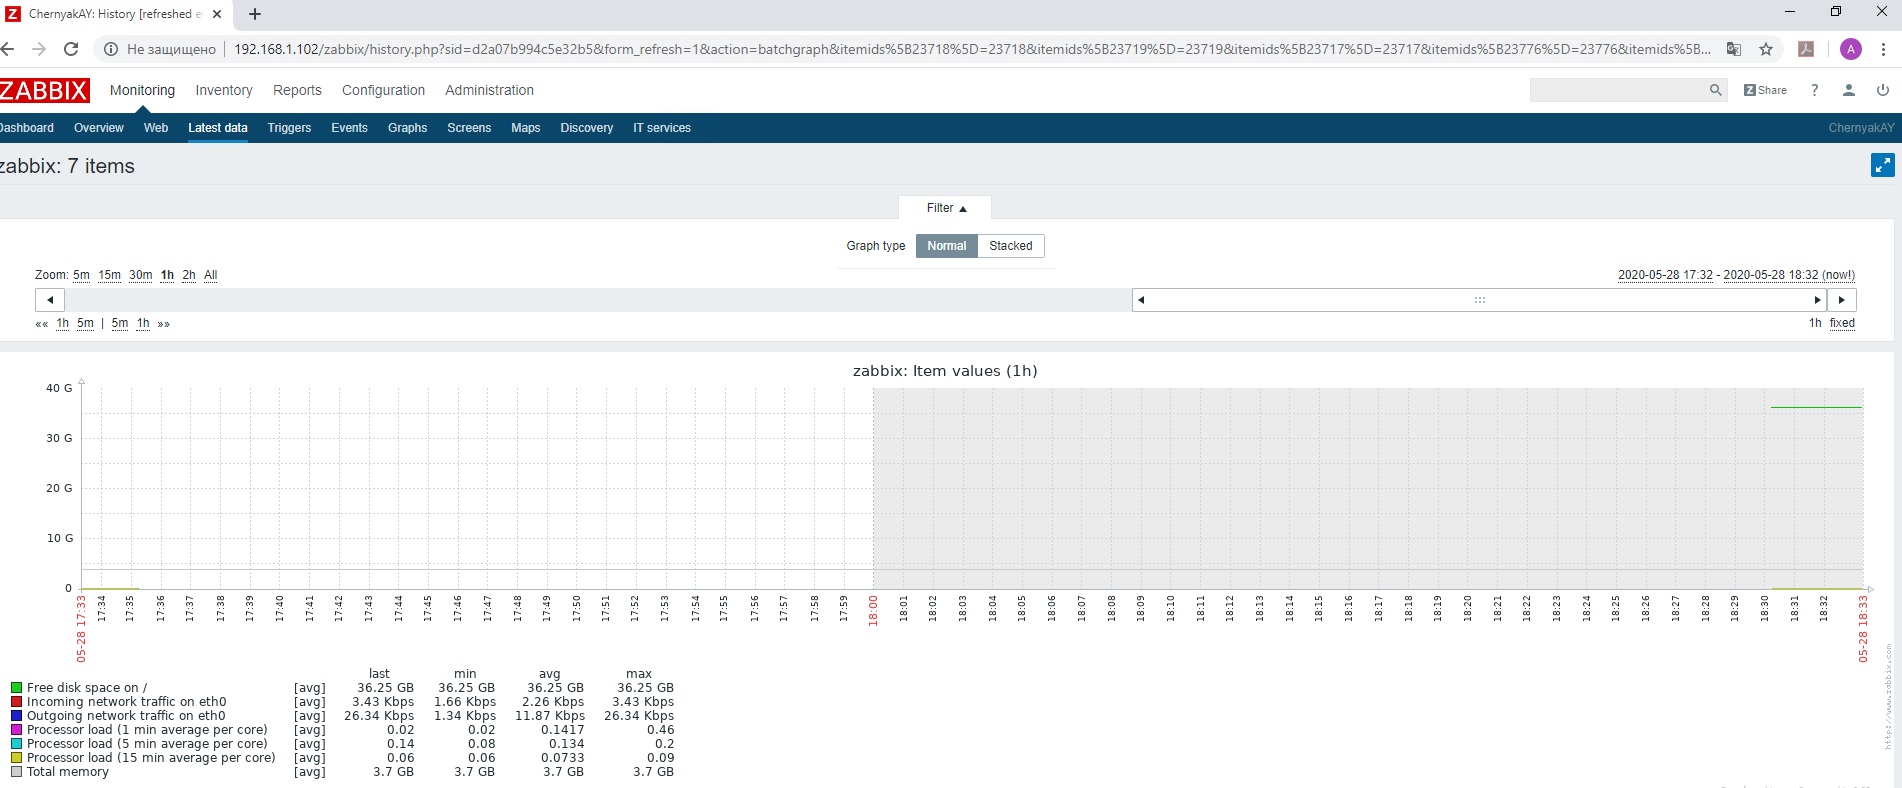 ChernyakAY: History [refreshed e
Не защищено | 192.168.1.102/zabbix/history.php?sid=d2a07b994c5e32b5&form_refresh=1&action=batchgraph&itemids%5B23718%5D=23718&itemids%5B23719%5D=23719&itemids%5B23717%5D=23717&itemids%5B23776%5D=23776&itemids%5B... A
ZABBIX Monitoring Inventory Reports Configuration Administration Z Share ?
Dashboard Overview Web Latest data Triggers Events Graphs Screens Maps Discovery IT services ChernyakAY
zabbix: 7 items
Filter ▲
Graph type Normal Stacked
Zoom: 5m 15m 30m 1h 2h All 2020-05-28 17:32 - 2020-05-28 18:32 (now!)
«« 1h 5m | 5m 1h »» 1h fixed
zabbix: Item values (1h)
40 G
30 G
20 G
10 G
0
05-28 17:33 17:34 17:35 17:36 17:37 17:38 17:39 17:40 17:41 17:42 17:43 17:44 17:45 17:46 17:47 17:48 17:49 17:50 17:51 17:52 17:53 17:54 17:55 17:56 17:57 17:58 17:59 18:00 18:01 18:02 18:03 18:04 18:05 18:06 18:07 18:08 18:09 18:10 18:11 18:12 18:13 18:14 18:15 18:16 18:17 18:18 18:19 18:20 18:21 18:22 18:23 18:24 18:25 18:26 18:27 18:28 18:29 18:30 18:31 18:32 05-28 18:33
http://www.zabbix.com
last min avg max
Free disk space on / [avg] 36.25 GB 36.25 GB 36.25 GB 36.25 GB
Incoming network traffic on eth0 [avg] 3.43 Kbps 1.66 Kbps 2.26 Kbps 3.43 Kbps
Outgoing network traffic on eth0 [avg] 26.34 Kbps 1.34 Kbps 11.87 Kbps 26.34 Kbps
Processor load (1 min average per core) [avg] 0.02 0.02 0.1417 0.46
Processor load (5 min average per core) [avg] 0.14 0.08 0.134 0.2
Processor load (15 min average per core) [avg] 0.06 0.06 0.0733 0.09
Total memory [avg] 3.7 GB 3.7 GB 3.7 GB 3.7 GB